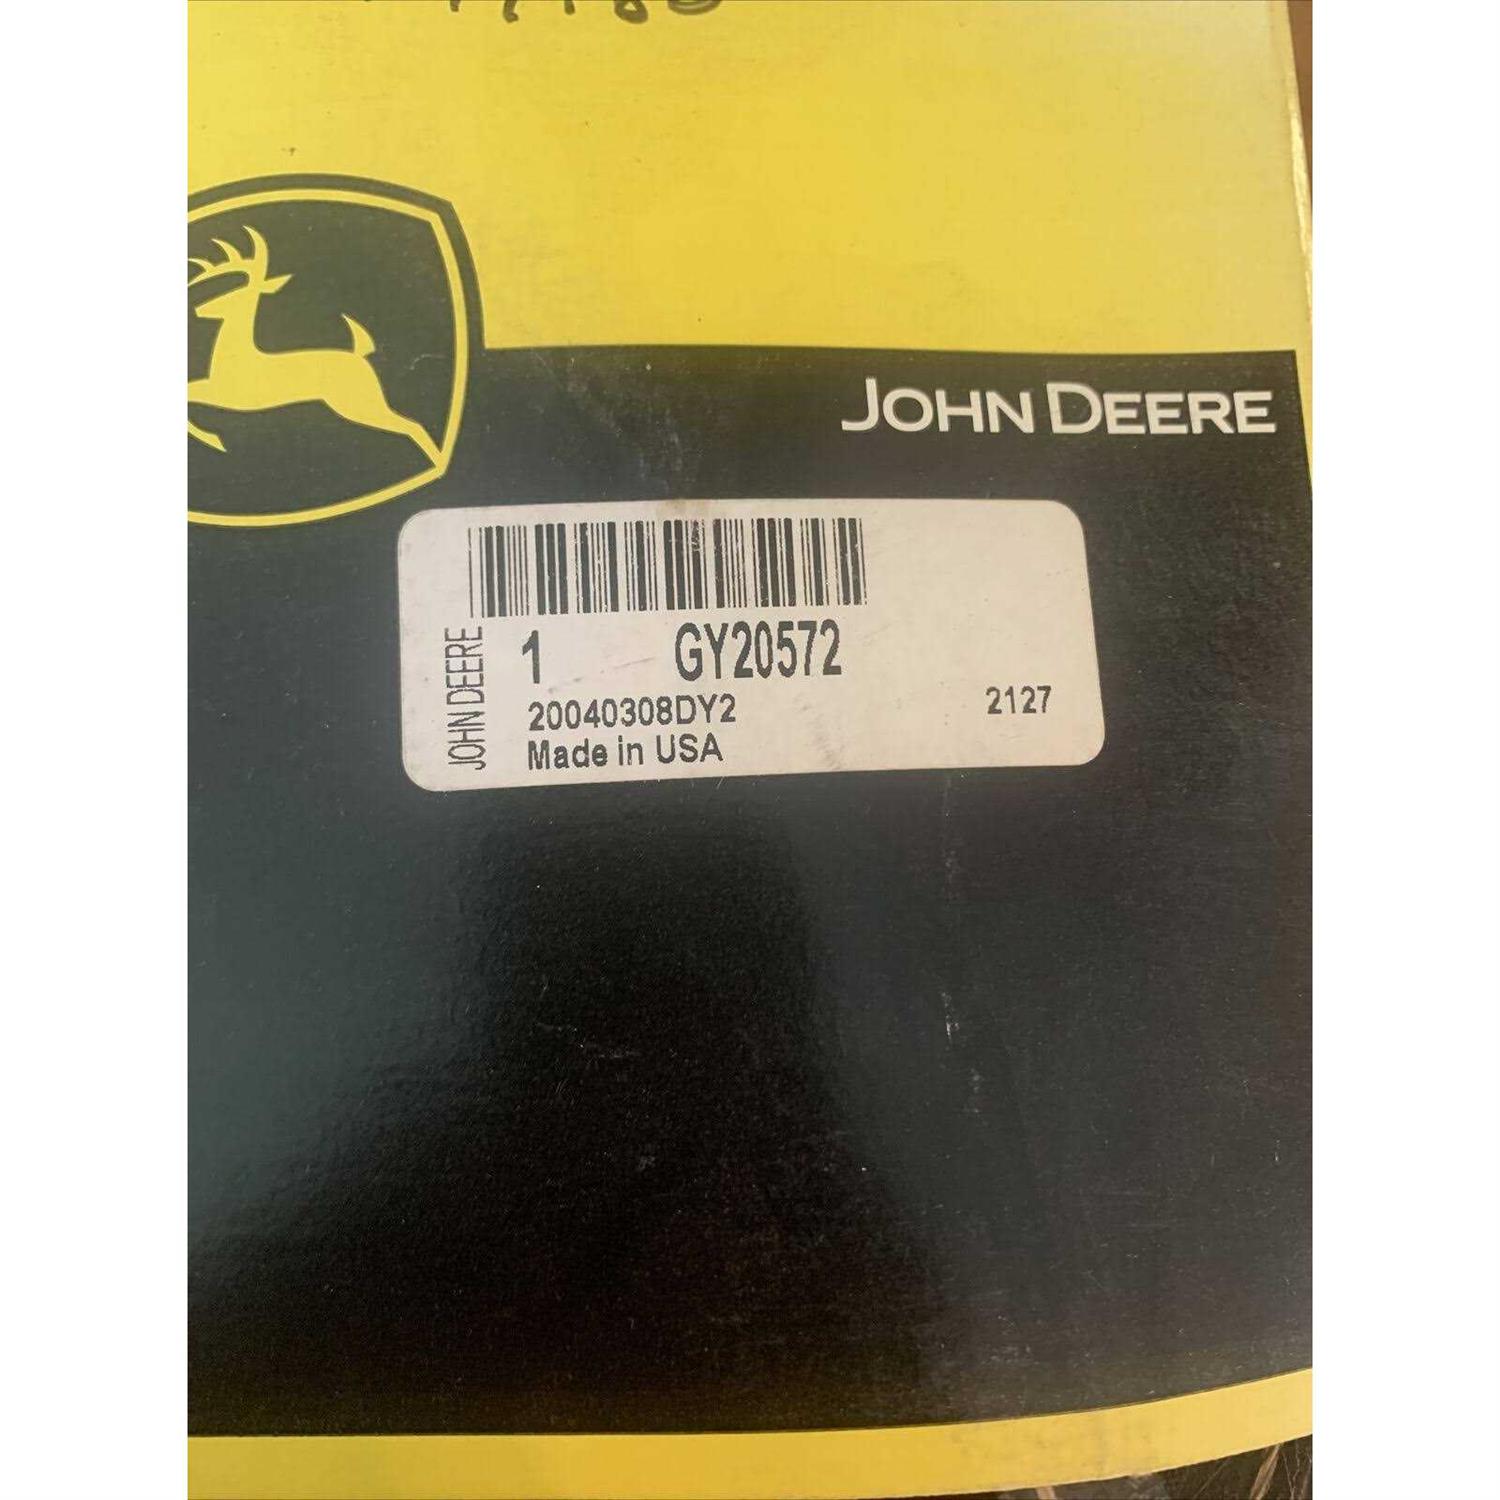 JOHN DEERE
JOHN DEERE
1 GY20572
20040308DY2 2127
Made in USA